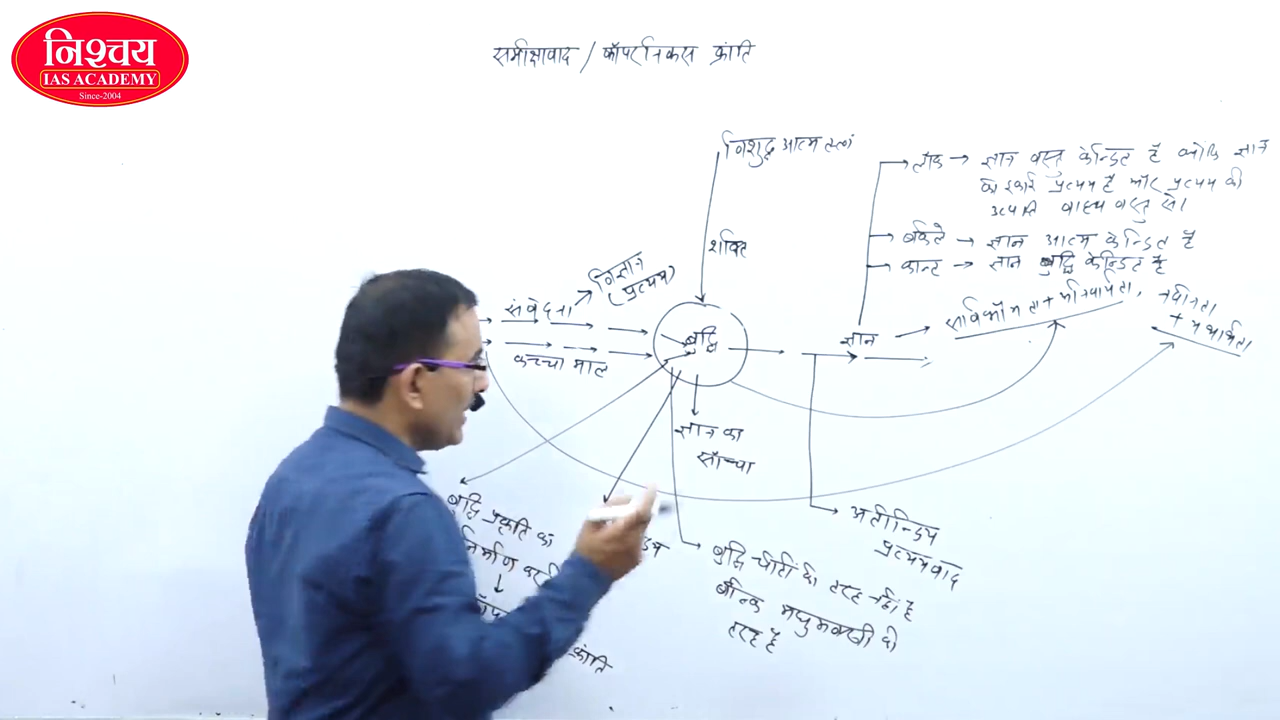 निश्चय
IAS ACADEMY
Since-2004
समीक्षावाद / कॉपरनिकस क्रांति
विशुद्ध आत्म तत्व
शक्ति
संवेदना
विज्ञान
(प्रत्यय)
कच्चा माल
बुद्धि
ज्ञान
लॉक → ज्ञान वस्तु केन्द्रित है क्योंकि ज्ञान
की इकाई प्रत्यय है और प्रत्यय की
उत्पत्ति वाह्य वस्तु से।
बर्कले → ज्ञान आत्म केन्द्रित है
कान्ट → ज्ञान बुद्धि केन्द्रित है
सार्वभौमता + अनिवार्यता,
नवीनता
+ यथार्थता
ज्ञान का
साँच्चा
अतीन्द्रिय
प्रत्ययवाद
बुद्धि प्रकृति का
निर्माण
क्रांति
बुद्धि चीटी की तरह नहीं है
बल्कि मधुमक्खी की
तरह है